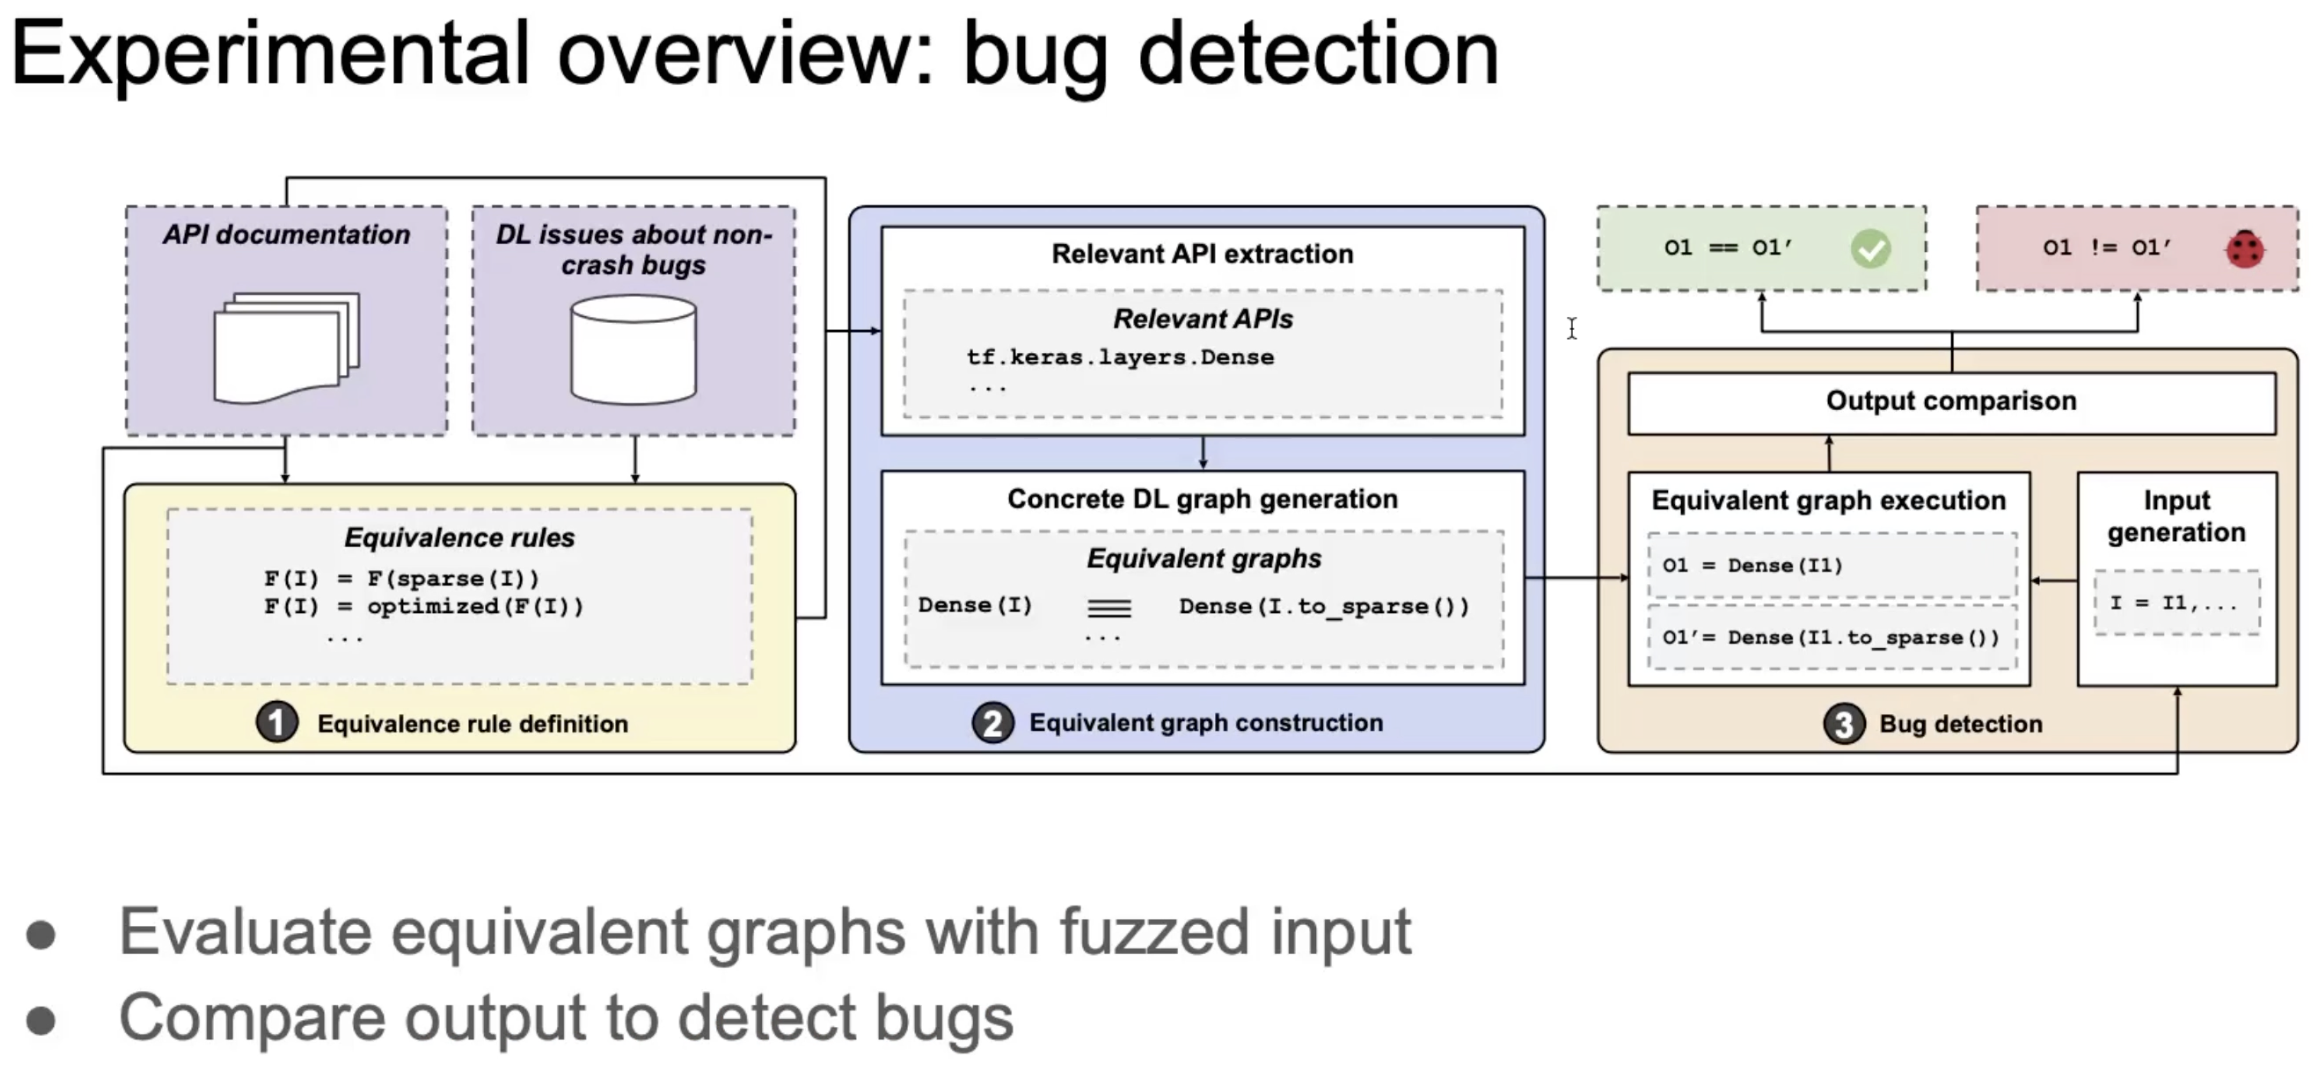 Experimental overview: bug detection
API documentation
DL issues about non-
crash bugs
Equivalence rules
F(I) = F(sparse(I))
F(I) = optimized(F(I))
...
1 Equivalence rule definition
Relevant API extraction
Relevant APIs
tf.keras.layers.Dense
...
Concrete DL graph generation
Equivalent graphs
Dense(I) ≡ Dense(I.to_sparse())
...
2 Equivalent graph construction
O1 == O1′
O1 != O1′
Output comparison
Equivalent graph execution
O1 = Dense(I1)
O1′= Dense(I1.to_sparse())
Input
generation
I = I1,...
3 Bug detection
● Evaluate equivalent graphs with fuzzed input
● Compare output to detect bugs